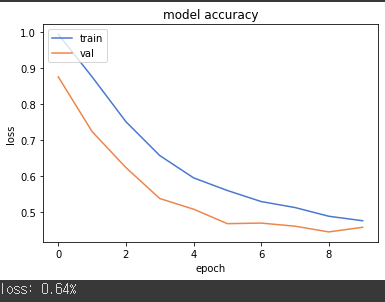 model accuracy
1.0
0.9
0.8
0.7
0.6
0.5
loss
train
val
0 2 4 6 8
epoch
loss: 0.64%